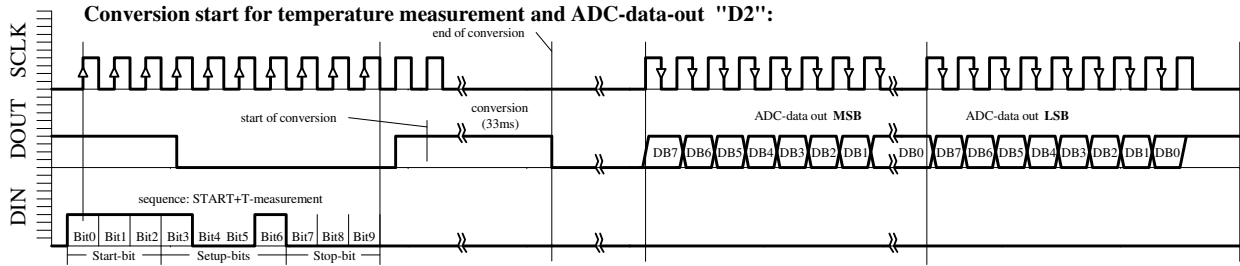 Conversion start for temperature measurement and ADC-data-out "D2":
end of conversion
SCLK
DOUT
start of conversion
conversion
(33ms)
ADC-data out MSB
ADC-data out LSB
DB7 DB6 DB5 DB4 DB3 DB2 DB1 DB0 DB7 DB6 DB5 DB4 DB3 DB2 DB1 DB0
DIN
sequence: START+T-measurement
Bit0 Bit1 Bit2 Bit3 Bit4 Bit5 Bit6 Bit7 Bit8 Bit9
Start-bit Setup-bits Stop-bit